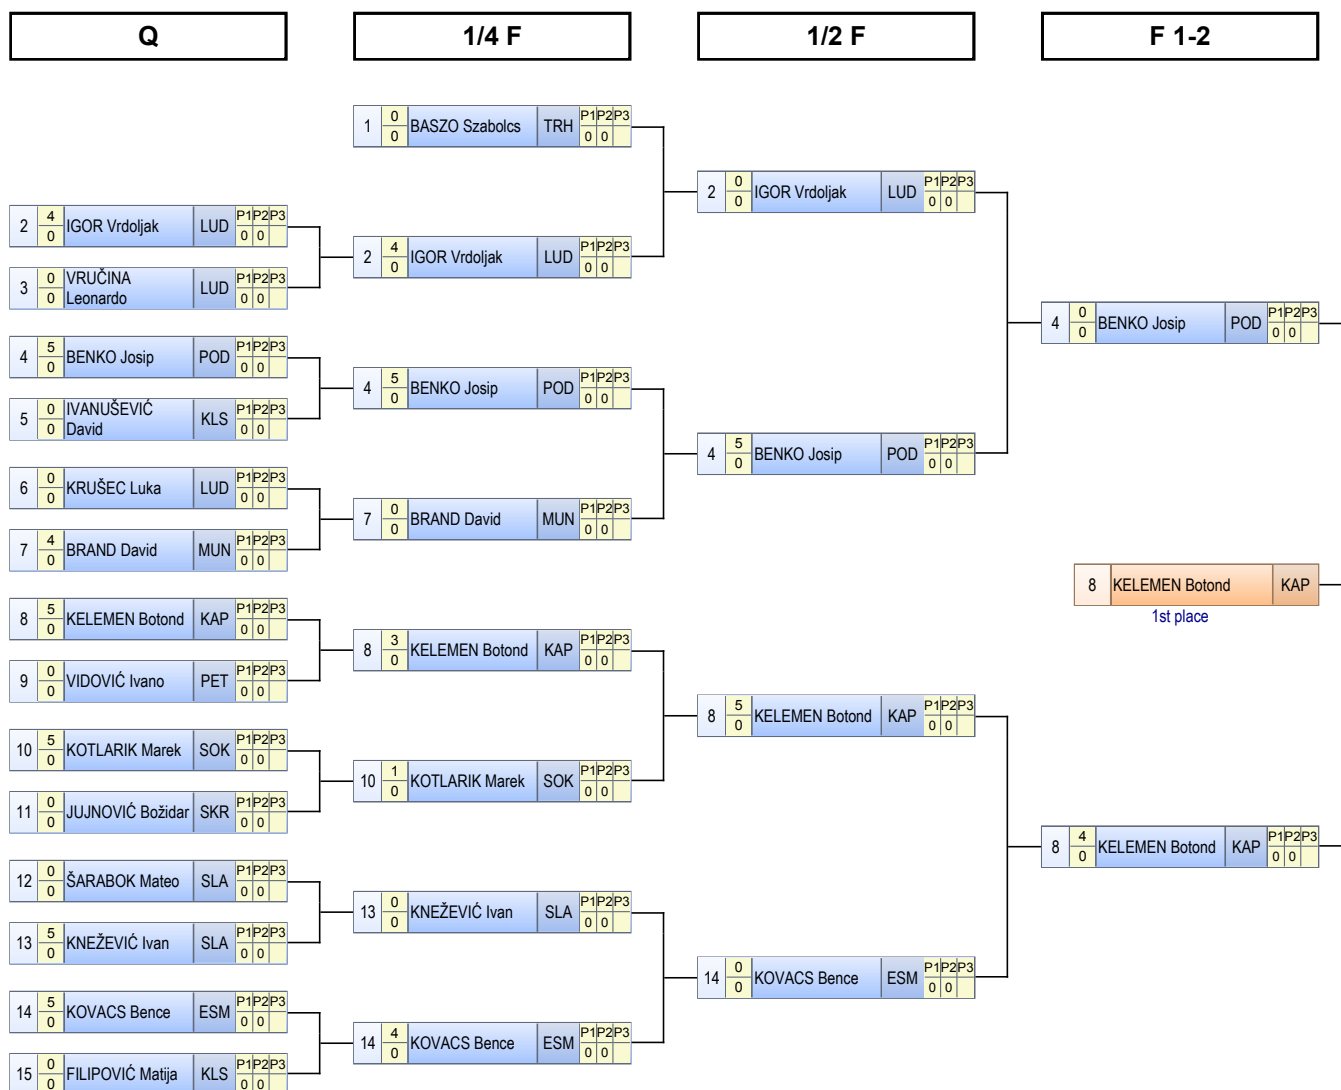 Q
1/4 F
1/2 F
F 1-2
1 0 BASZO Szabolcs TRH P1 P2 P3
0 0 0
2 0 IGOR Vrdoljak LUD P1 P2 P3
0 0 0
2 4 IGOR Vrdoljak LUD P1 P2 P3
0 0 0
2 4 IGOR Vrdoljak LUD P1 P2 P3
0 0 0
3 0 VRUČINA LUD P1 P2 P3
0 Leonardo 0 0
4 0 BENKO Josip POD P1 P2 P3
0 0 0
4 5 BENKO Josip POD P1 P2 P3
0 0 0
4 5 BENKO Josip POD P1 P2 P3
0 0 0
5 0 IVANUŠEVIĆ KLS P1 P2 P3
0 David 0 0
4 5 BENKO Josip POD P1 P2 P3
0 0 0
6 0 KRUŠEC Luka LUD P1 P2 P3
0 0 0
7 0 BRAND David MUN P1 P2 P3
0 0 0
7 4 BRAND David MUN P1 P2 P3
0 0 0
8 KELEMEN Botond KAP
1st place
8 5 KELEMEN Botond KAP P1 P2 P3
0 0 0
8 3 KELEMEN Botond KAP P1 P2 P3
0 0 0
9 0 VIDOVIĆ Ivano PET P1 P2 P3
0 0 0
8 5 KELEMEN Botond KAP P1 P2 P3
0 0 0
10 5 KOTLARIK Marek SOK P1 P2 P3
0 0 0
10 1 KOTLARIK Marek SOK P1 P2 P3
0 0 0
11 0 JUJNOVIĆ Božidar SKR P1 P2 P3
0 0 0
8 4 KELEMEN Botond KAP P1 P2 P3
0 0 0
12 0 ŠARABOK Mateo SLA P1 P2 P3
0 0 0
13 0 KNEŽEVIĆ Ivan SLA P1 P2 P3
0 0 0
13 5 KNEŽEVIĆ Ivan SLA P1 P2 P3
0 0 0
14 0 KOVACS Bence ESM P1 P2 P3
0 0 0
14 5 KOVACS Bence ESM P1 P2 P3
0 0 0
14 4 KOVACS Bence ESM P1 P2 P3
0 0 0
15 0 FILIPOVIĆ Matija KLS P1 P2 P3
0 0 0